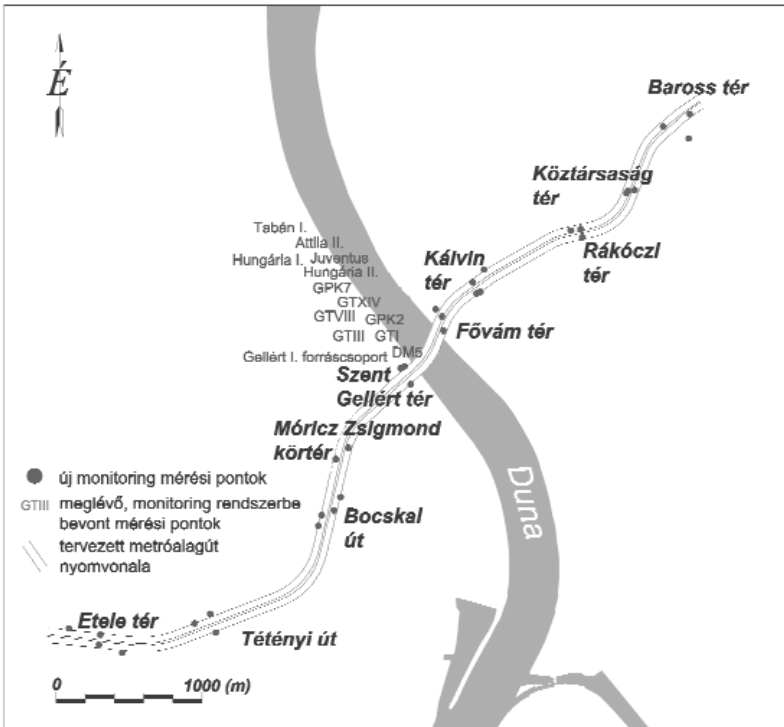 É
Baross tér
Köztársaság
tér
Rákóczi
tér
Kálvin
tér
Fővám tér
Tabán I.
Attila II.
Hungária I.
Juventus
Hungária II.
GPK7
GTXIV
GTVIII
GPK2
GTIII
GTI
Gellért I. forráscsoport
DM5
Szent
Gellért tér
Móricz Zsigmond
körtér
Bocskai
út
Duna
új monitoring mérési pontok
GTIII meglévő, monitoring rendszerbe
bevont mérési pontok
tervezett metróalagút
nyomvonala
Etele tér
Tétényi út
0 1000 (m)